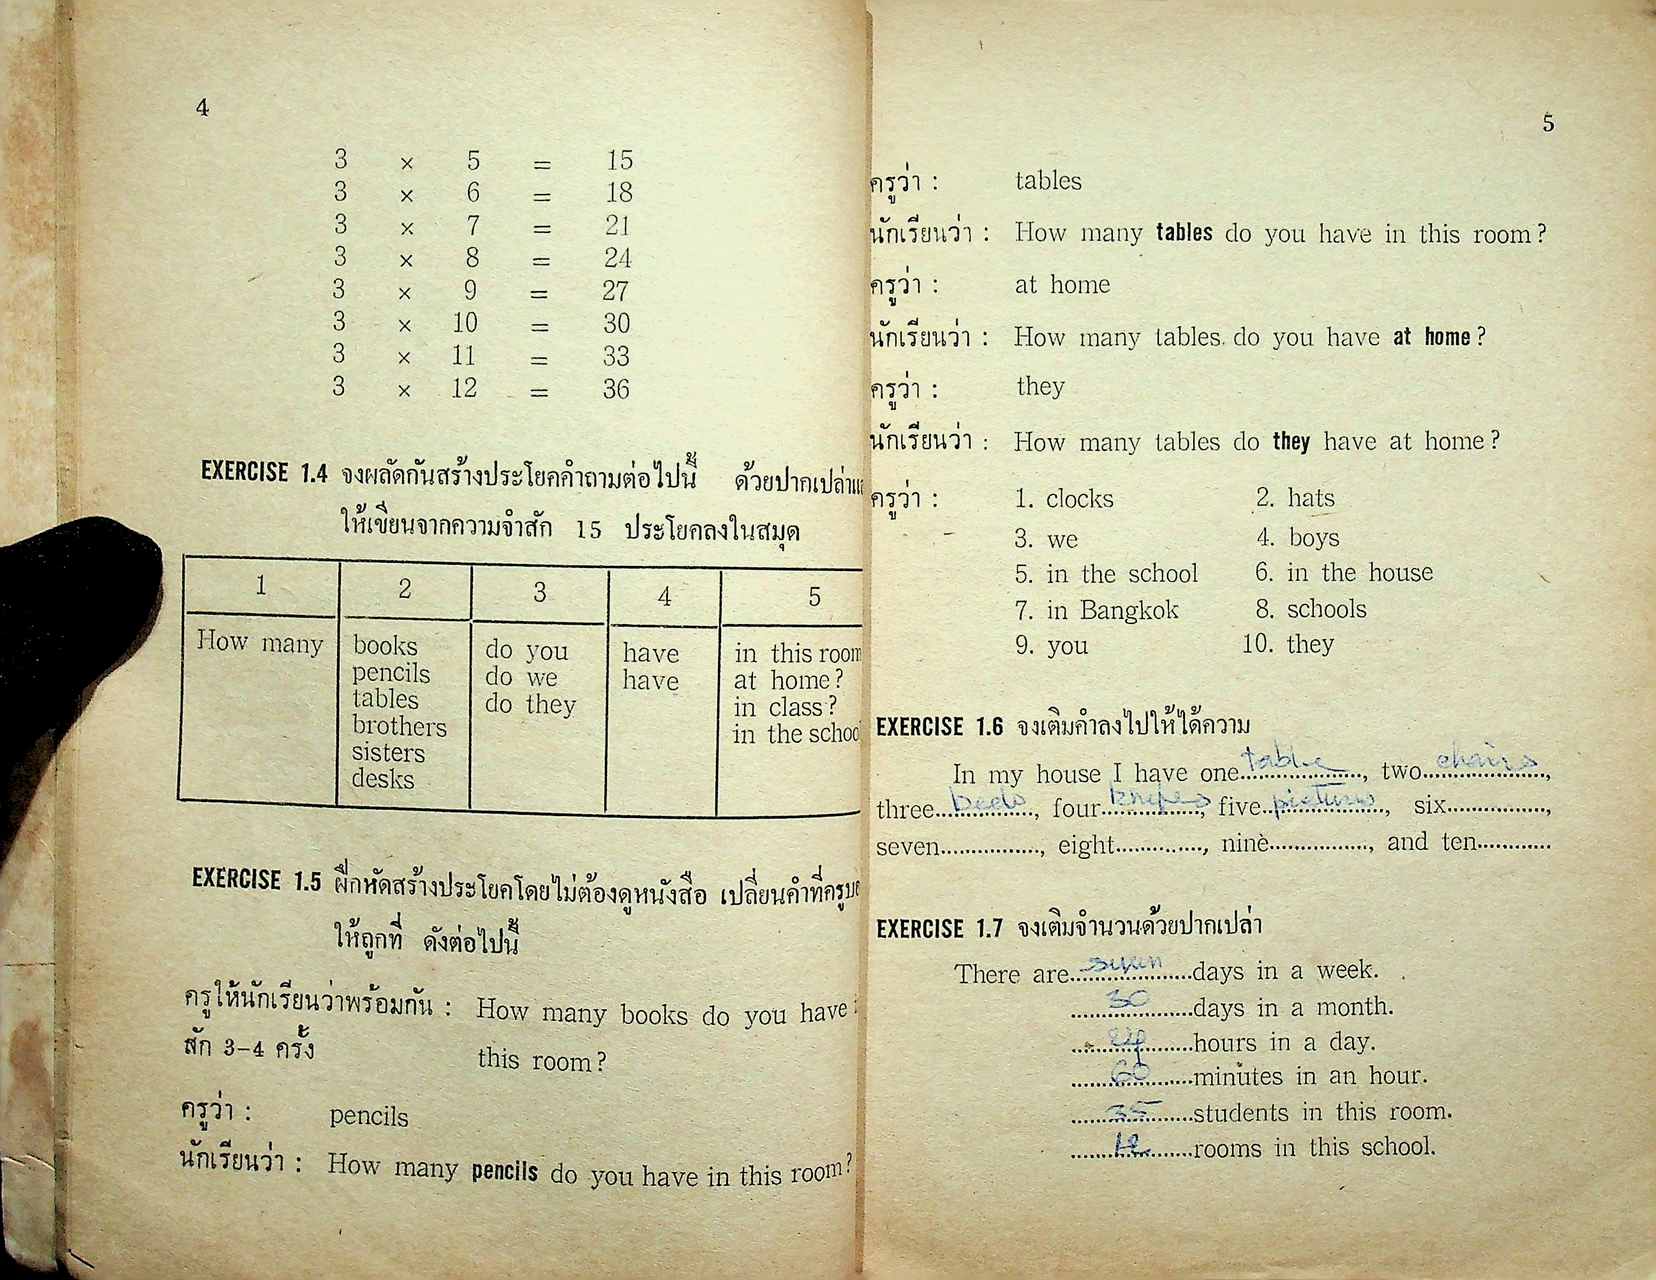 4
3 × 5 = 15
3 × 6 = 18
3 × 7 = 21
3 × 8 = 24
3 × 9 = 27
3 × 10 = 30
3 × 11 = 33
3 × 12 = 36
EXERCISE 1.4 จงผลัดกันสร้างประโยคคำถามต่อไปนี้ ด้วยปากเปล่า
ให้เขียนจากความจำสัก 15 ประโยคลงในสมุด
1 2 3 4 5
How many books do you have in this room
pencils do we have at home?
tables do they in class?
brothers in the school
sisters
desks
EXERCISE 1.5 ฝึกหัดสร้างประโยคโดยไม่ต้องดูหนังสือ เปลี่ยนคำที่ครู
ให้ถูกที่ ดังต่อไปนี้
ครูให้นักเรียนว่าพร้อมกัน : How many books do you have
สัก 3-4 ครั้ง this room?
ครูว่า : pencils
นักเรียนว่า : How many pencils do you have in this room?
5
ครูว่า : tables
นักเรียนว่า : How many tables do you have in this room?
ครูว่า : at home
นักเรียนว่า : How many tables do you have at home?
ครูว่า : they
นักเรียนว่า : How many tables do they have at home?
ครูว่า : 1. clocks 2. hats
3. we 4. boys
5. in the school 6. in the house
7. in Bangkok 8. schools
9. you 10. they
EXERCISE 1.6 จงเติมคำลงไปให้ได้ความ
In my house I have one table, two chairs,
three beds, four knifes, five pictures, six...............,
seven..............., eight............., nine..............., and ten...........
EXERCISE 1.7 จงเติมจำนวนด้วยปากเปล่า
There are seven days in a week.
30 days in a month.
24 hours in a day.
60 minutes in an hour.
35 students in this room.
12 rooms in this school.